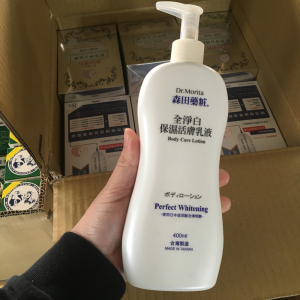 Dr.Morita
森田藥粧®
全淨白
保濕活膚乳液
Body Care Lotion
ボディローション
Perfect Whitening
400ml
台灣製造
MADE IN TAIWAN